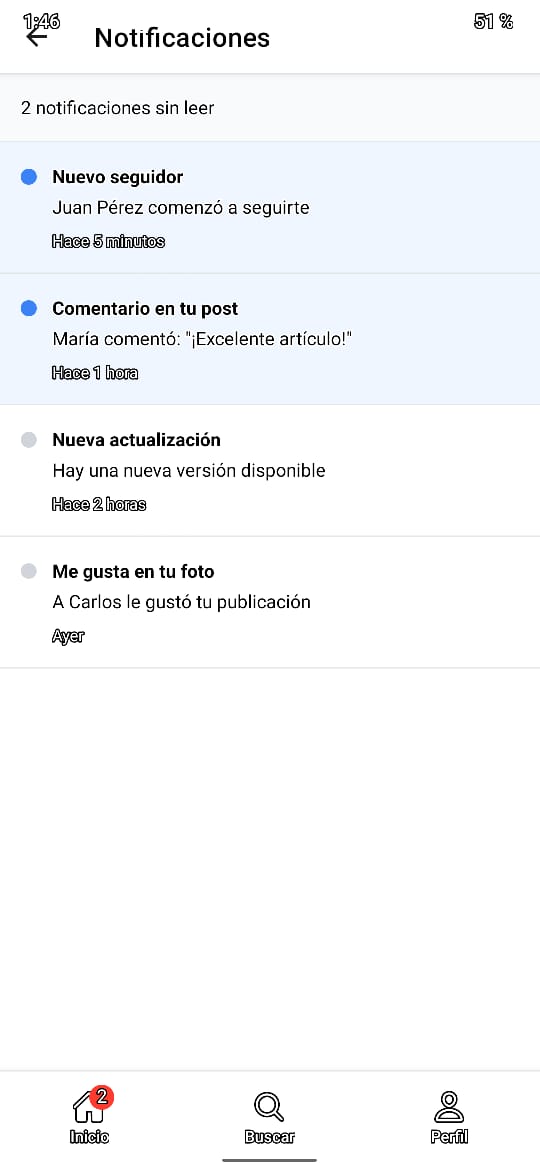 1:46
51 %
Notificaciones
2 notificaciones sin leer
Nuevo seguidor
Juan Pérez comenzó a seguirte
Hace 5 minutos
Comentario en tu post
María comentó: "¡Excelente artículo!"
Hace 1 hora
Nueva actualización
Hay una nueva versión disponible
Hace 2 horas
Me gusta en tu foto
A Carlos le gustó tu publicación
Ayer
2
Inicio
Buscar
Perfil